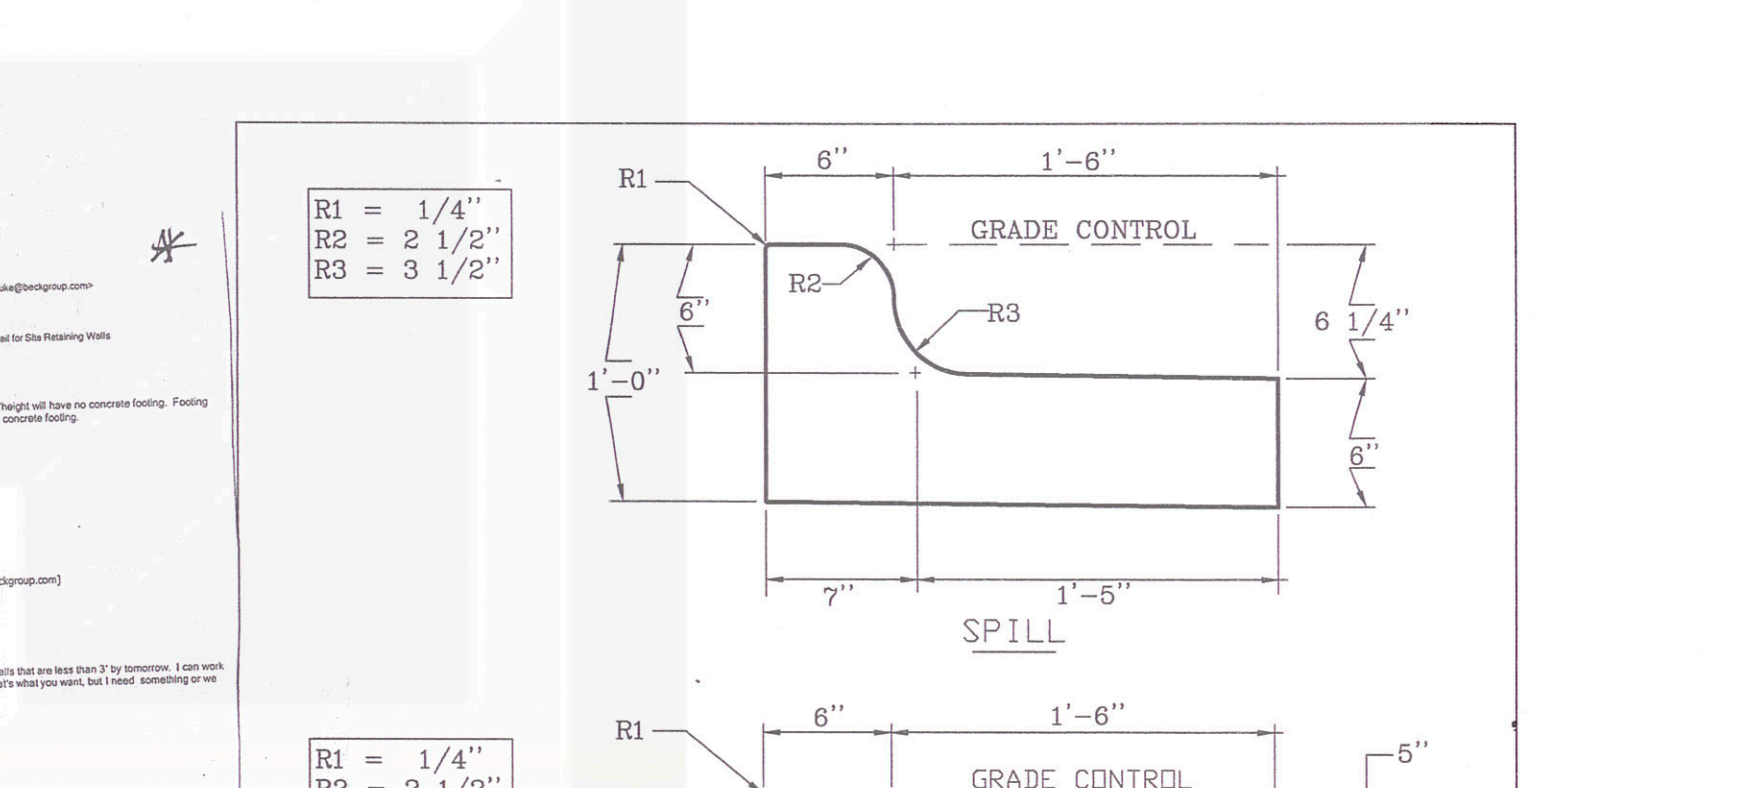 6" 1'-6"
R1
R1 = 1/4"
R2 = 2 1/2"
R3 = 3 1/2"
GRADE CONTROL
R2
R3
6"
6 1/4"
1'-0"
6"
7" 1'-5"
SPILL
uke@beckgroup.com>
ail for Site Retaining Walls
height will have no concrete footing. Footing
concrete footing.
ckgroup.com]
alls that are less than 3' by tomorrow. I can work
at's what you want, but I need something or we
6" 1'-6"
R1
R1 = 1/4"
R2 = 2 1/2"
GRADE CONTROL
5"